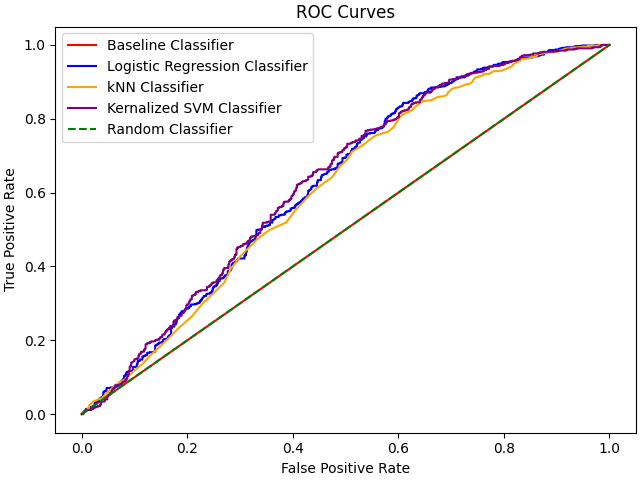 ROC Curves
Baseline Classifier
Logistic Regression Classifier
kNN Classifier
Kernalized SVM Classifier
Random Classifier
True Positive Rate
1.0
0.8
0.6
0.4
0.2
0.0
0.0 0.2 0.4 0.6 0.8 1.0
False Positive Rate